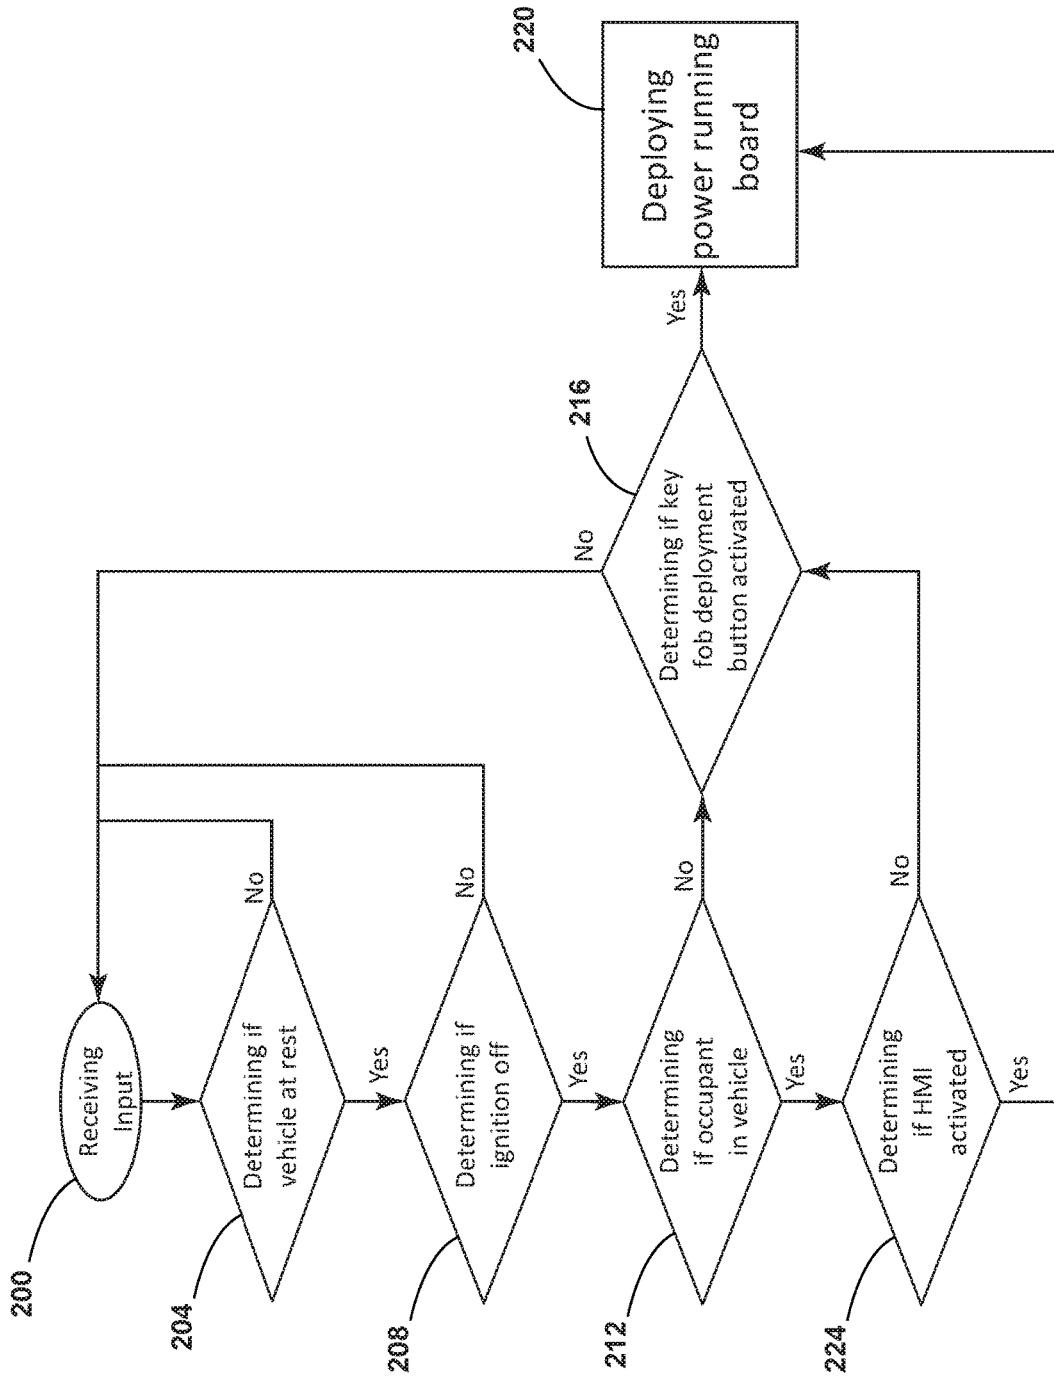 200
Receiving
Input
204
Determining if
vehicle at rest
No
Yes
208
Determining if
ignition off
No
Yes
212
Determining
if occupant
in vehicle
No
Yes
216
Determining if key
fob deployment
button activated
No
Yes
220
Deploying
power running
board
224
Determining
if HMI
activated
No
Yes